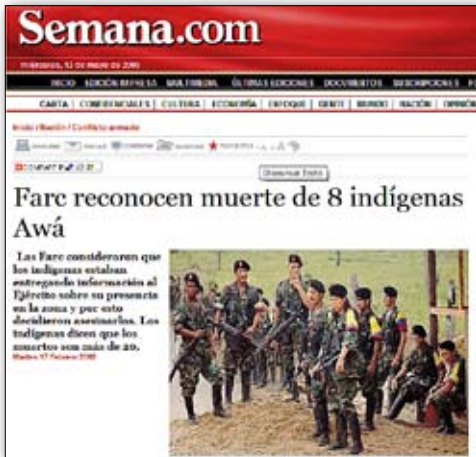 Semana.com
INICIO EDICIÓN IMPRESA MULTIMEDIA ÚLTIMAS EDICIONES DOCUMENTOS SUSCRIPCIONES
CARTA | CONFIDENCIALES | CULTURA | ECONOMÍA | ENFOQUE | GENTE | MUNDO | NACIÓN | OPINIÓN
Inicio / Nación / Conflicto armado
COMPARTIR
Farc reconocen muerte de 8 indígenas
Awá
Las Farc consideraron que
los indígenas estaban
entregando información al
Ejército sobre su presencia
en la zona y por esto
decidieron asesinarlos. Los
indígenas dicen que los
muertos son más de 20.
Martes 17 Febrero